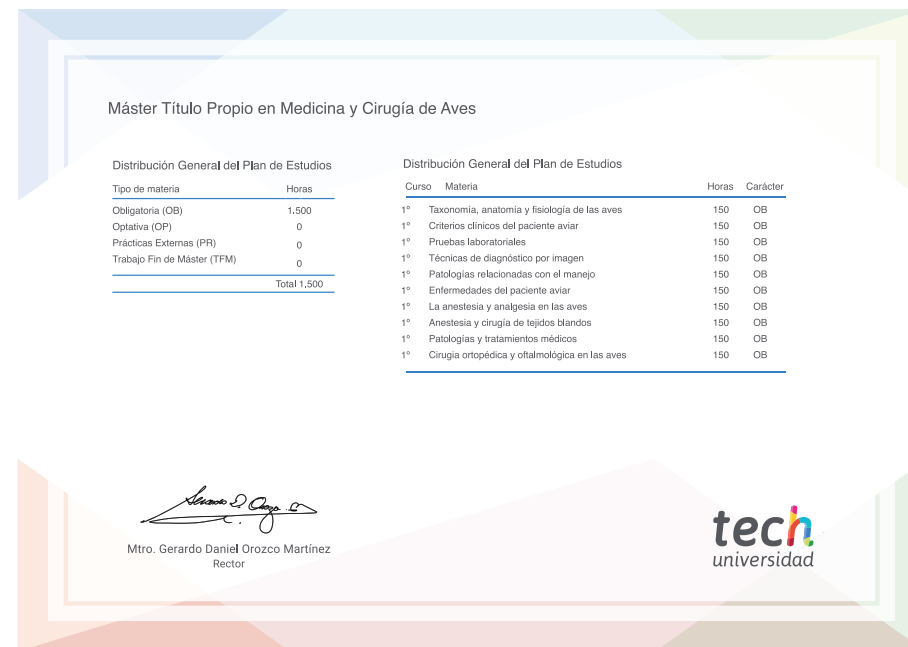 Máster Título Propio en Medicina y Cirugía de Aves
Distribución General del Plan de Estudios
Tipo de materia Horas
Obligatoria (OB) 1.500
Optativa (OP) 0
Prácticas Externas (PR) 0
Trabajo Fin de Máster (TFM) 0
Total 1,500
Distribución General del Plan de Estudios
Curso Materia Horas Carácter
1º Taxonomía, anatomía y fisiología de las aves 150 OB
1º Criterios clínicos del paciente aviar 150 OB
1º Pruebas laboratoriales 150 OB
1º Técnicas de diagnóstico por imagen 150 OB
1º Patologías relacionadas con el manejo 150 OB
1º Enfermedades del paciente aviar 150 OB
1º La anestesia y analgesia en las aves 150 OB
1º Anestesia y cirugía de tejidos blandos 150 OB
1º Patologías y tratamientos médicos 150 OB
1º Cirugia ortopédica y oftalmológica en las aves 150 OB
Mtro. Gerardo Daniel Orozco Martínez
Rector
tech
universidad